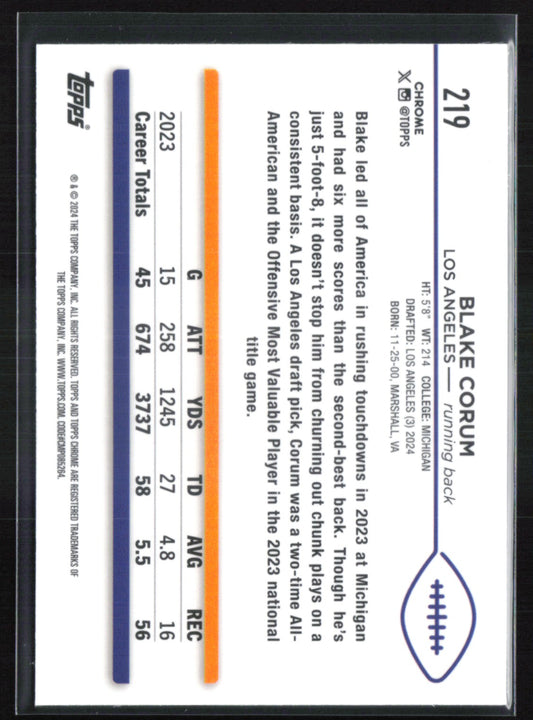 219
CHROME
@TOPPS
BLAKE CORUM
LOS ANGELES — running back
HT: 5'8" WT: 214 COLLEGE: MICHIGAN
DRAFTED: LOS ANGELES (3) 2024
BORN: 11-25-00, MARSHALL, VA
Blake led all of America in rushing touchdowns in 2023 at Michigan
and had six more scores than the second-best back. Though he's
just 5-foot-8, it doesn't stop him from churning out chunk plays on a
consistent basis. A Los Angeles draft pick, Corum was a two-time All-
American and the Offensive Most Valuable Player in the 2023 national
title game.
G ATT YDS TD AVG REC
2023 15 258 1245 27 4.8 16
Career Totals 45 674 3737 58 5.5 56
topps®
® & © 2024 THE TOPPS COMPANY, INC. ALL RIGHTS RESERVED. TOPPS AND TOPPS CHROME ARE REGISTERED TRADEMARKS OF
THE TOPPS COMPANY, INC. WWW.TOPPS.COM.